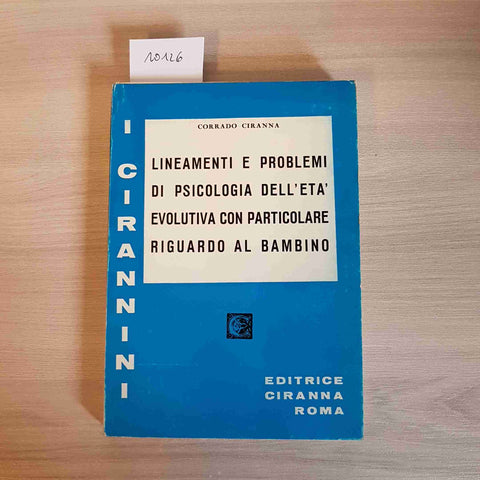 10126
CORRADO CIRANNA
LINEAMENTI E PROBLEMI
DI PSICOLOGIA DELL'ETA'
EVOLUTIVA CON PARTICOLARE
RIGUARDO AL BAMBINO
I CIRANNINI
EDITRICE
CIRANNA
ROMA